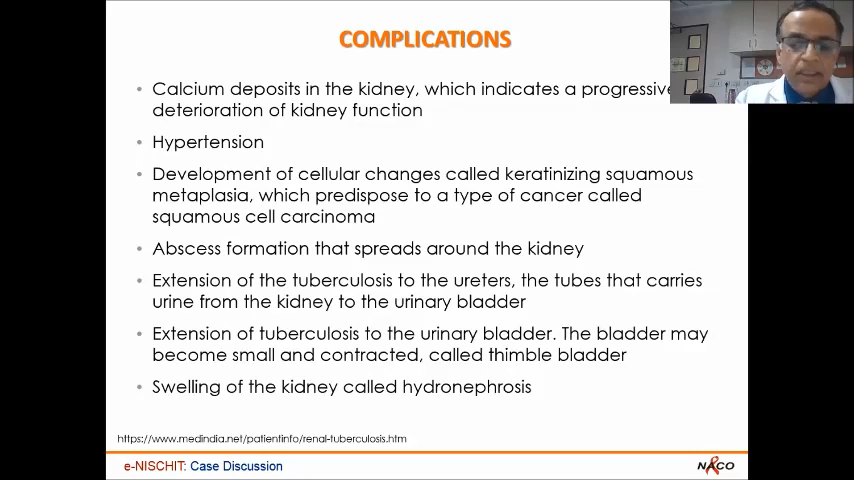 COMPLICATIONS
• Calcium deposits in the kidney, which indicates a progressive
deterioration of kidney function
• Hypertension
• Development of cellular changes called keratinizing squamous
metaplasia, which predispose to a type of cancer called
squamous cell carcinoma
• Abscess formation that spreads around the kidney
• Extension of the tuberculosis to the ureters, the tubes that carries
urine from the kidney to the urinary bladder
• Extension of tuberculosis to the urinary bladder. The bladder may
become small and contracted, called thimble bladder
• Swelling of the kidney called hydronephrosis
https://www.medindia.net/patientinfo/renal-tuberculosis.htm
e-NISCHIT: Case Discussion
NACO